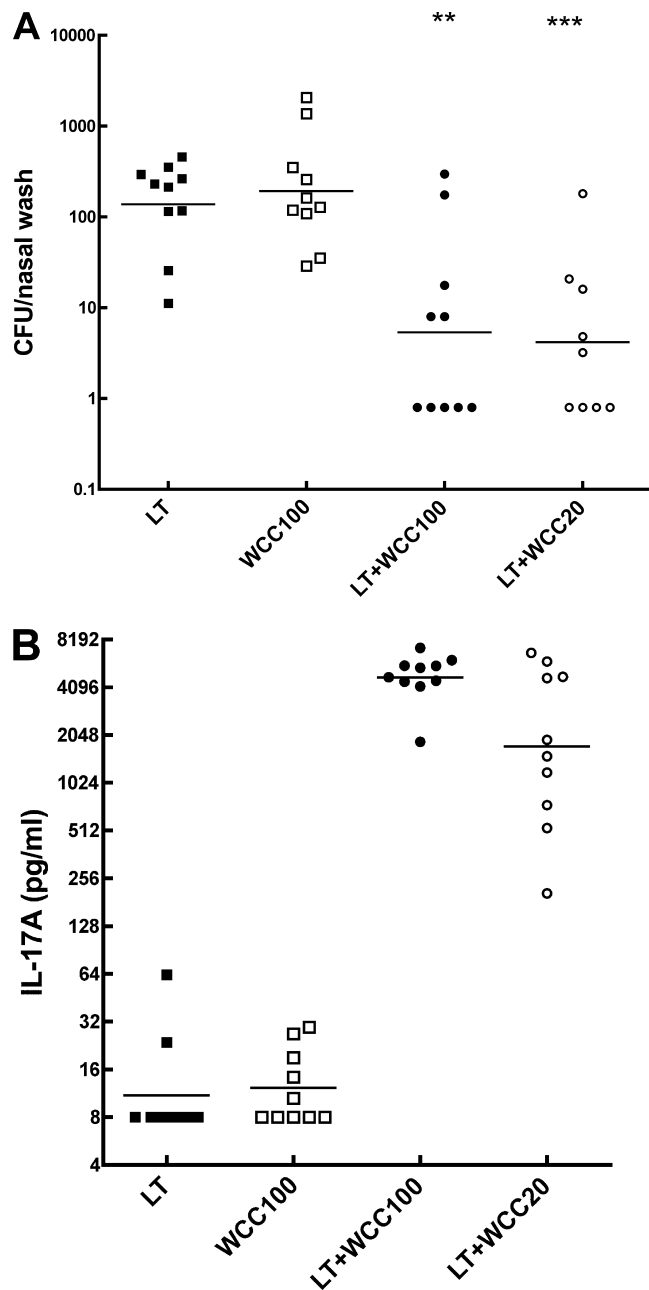 A
** ***
10000
1000
100
10
1
0.1
CFU/nasal wash
LT
WCC100
LT+WCC100
LT+WCC20
B
8192
4096
2048
1024
512
256
128
64
32
16
8
4
IL-17A (pg/ml)
LT
WCC100
LT+WCC100
LT+WCC20